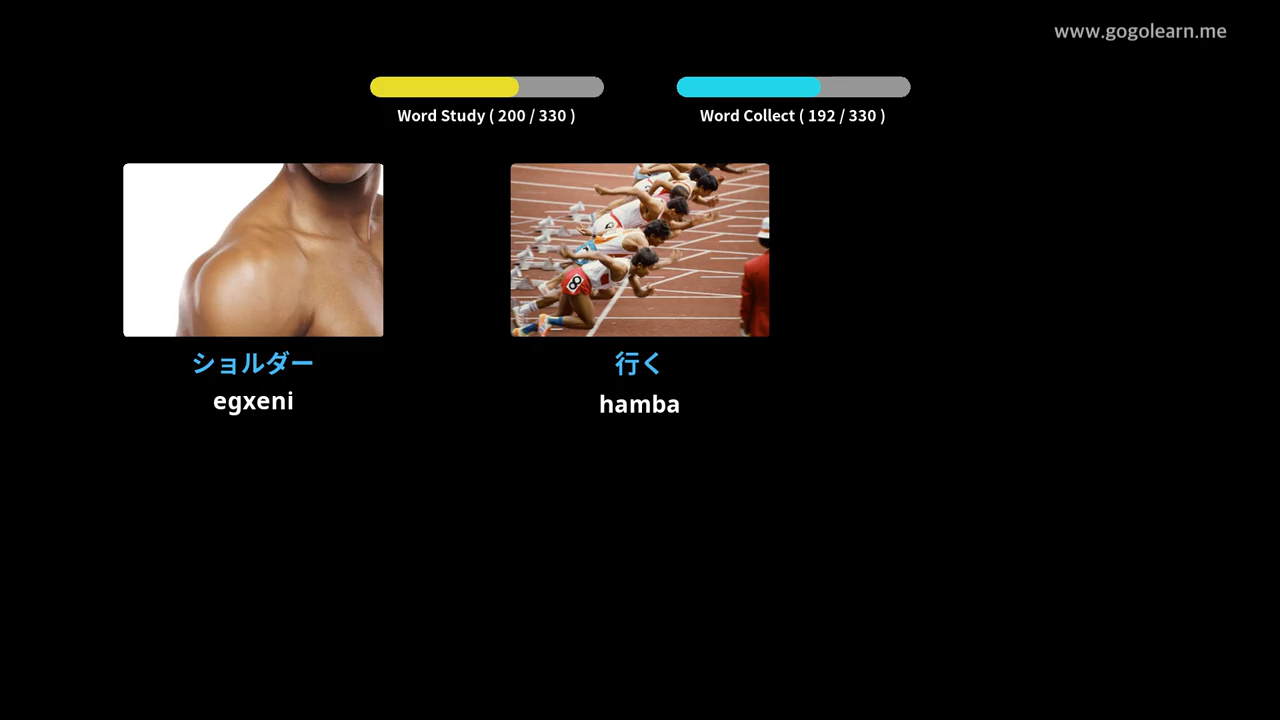 www.gogolearn.me
Word Study ( 200 / 330 )
Word Collect ( 192 / 330 )
ショルダー
egxeni
行く
hamba